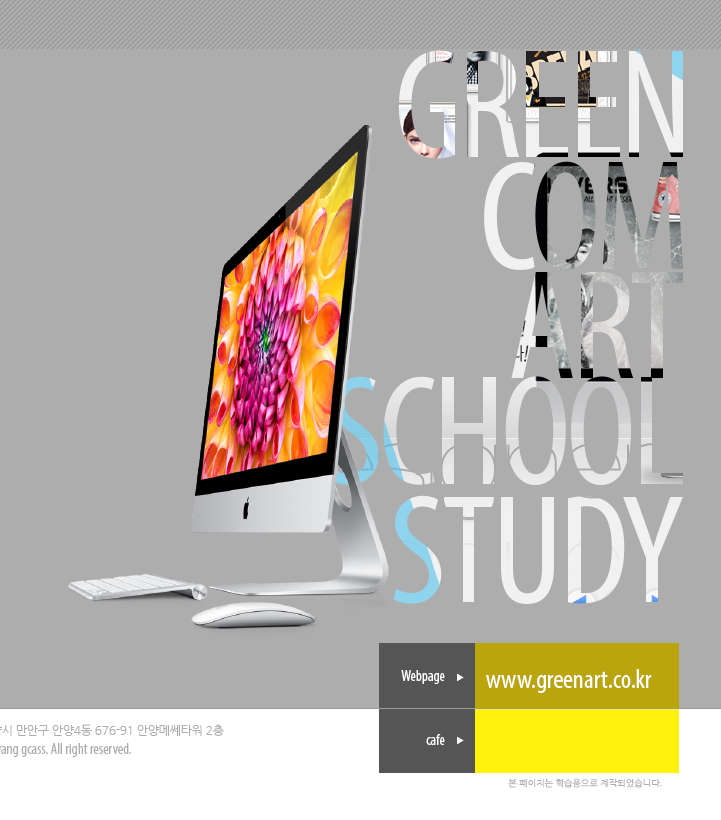 GREEN
COM
ART
SCHOOL
STUDY
Webpage
www.greenart.co.kr
cafe
시 만안구 안양4동 676-91 안양메쎄타워 2층
yang gcass. All right reserved.
본 페이지는 학습용으로 제작되었습니다.